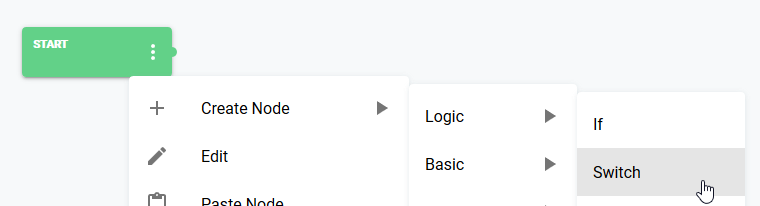 START
Create Node
Edit
Paste Node
Logic
Basic
If
Switch